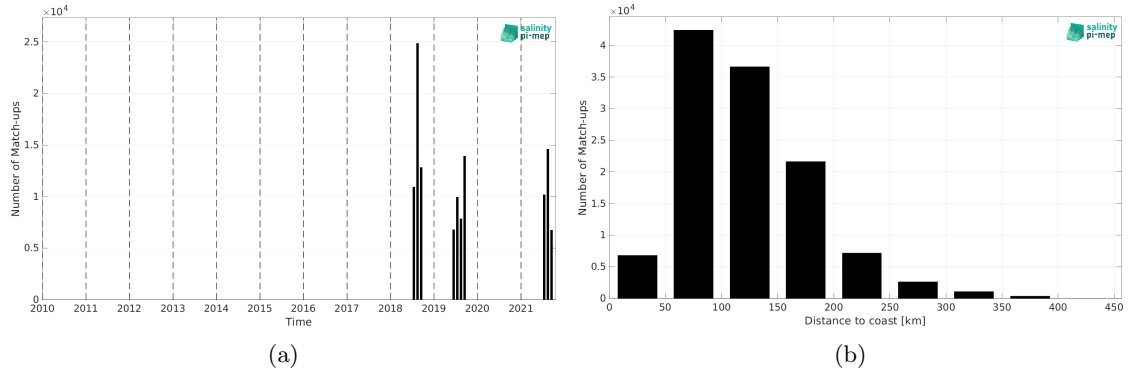 ×10⁴
2.5
2
1.5
1
0.5
0
Number of Match-ups
2010 2011 2012 2013 2014 2015 2016 2017 2018 2019 2020 2021
Time
salinity
pi-mep
(a)
×10⁴
4
3.5
3
2.5
2
1.5
1
0.5
0
Number of Match-ups
0 50 100 150 200 250 300 350 400 450
Distance to coast [km]
salinity
pi-mep
(b)